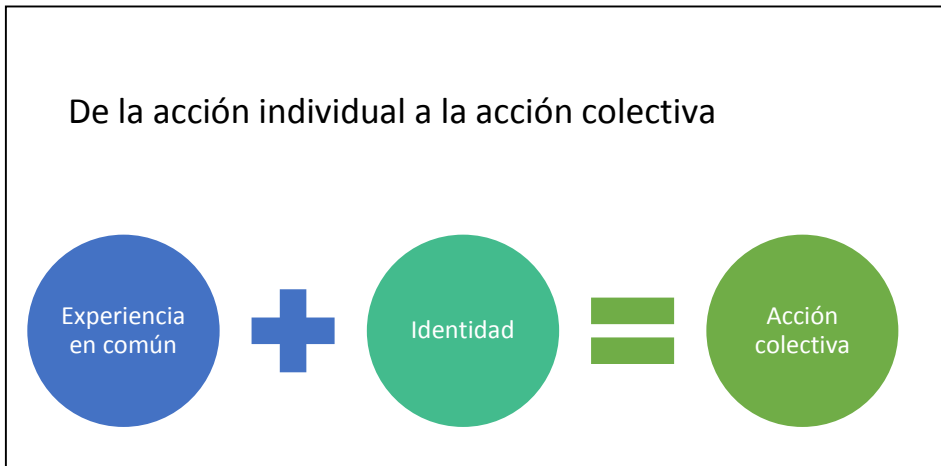 De la acción individual a la acción colectiva
Experiencia
en común
Identidad
Acción
colectiva